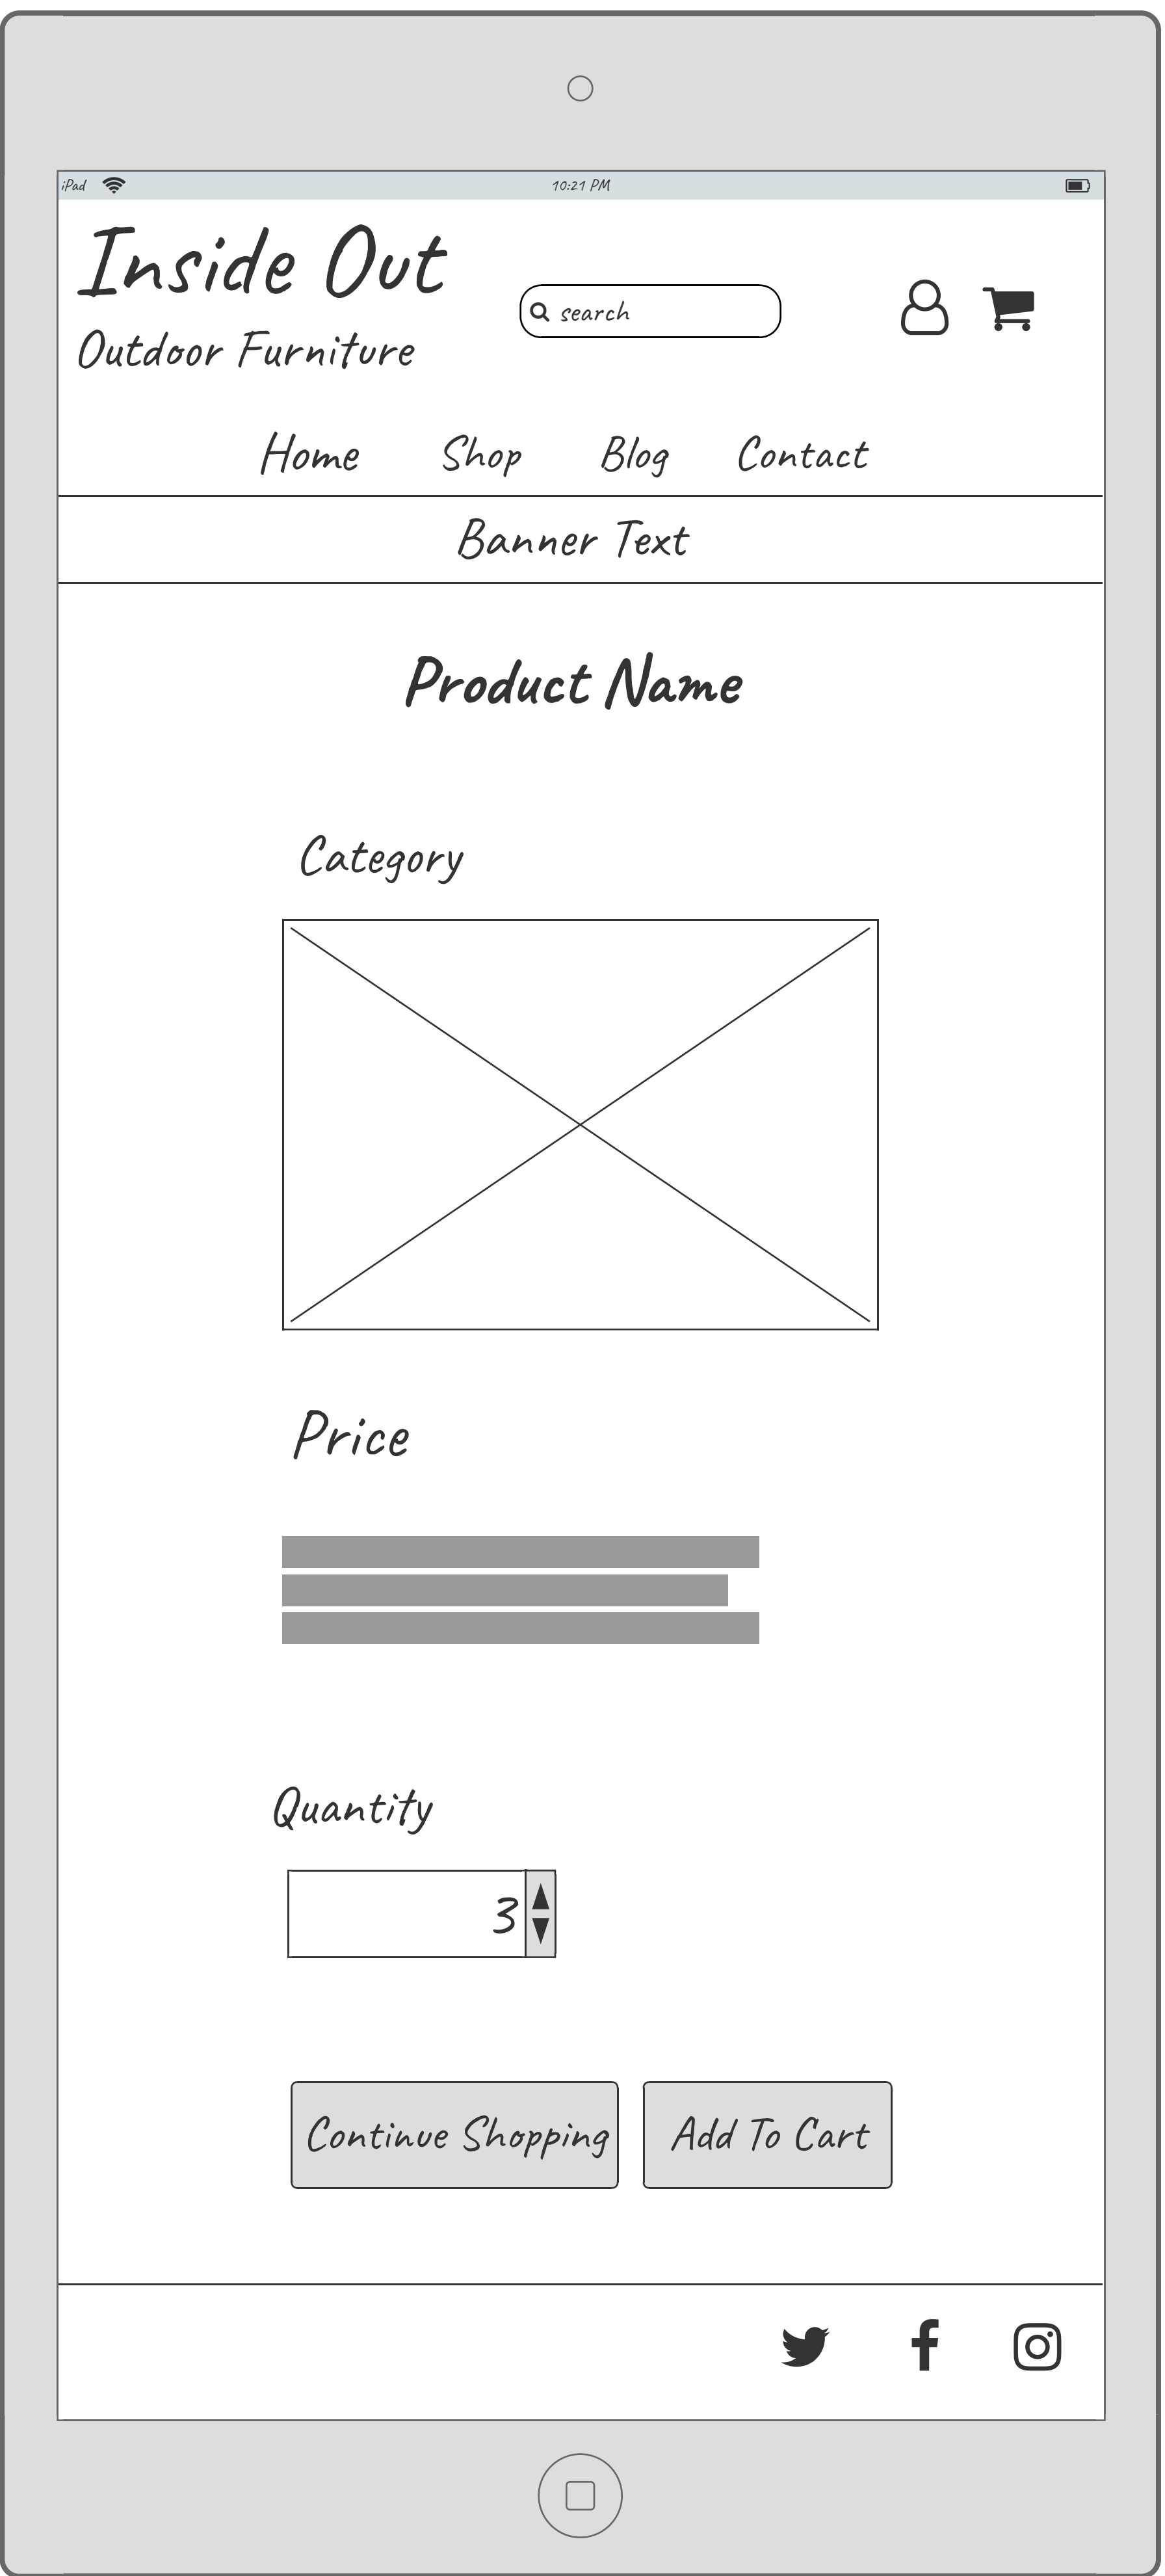 iPad 10:21 PM
Inside Out
search
Outdoor Furniture
Home Shop Blog Contact
Banner Text
Product Name
Category
Price
Quantity
3
Continue Shopping Add To Cart